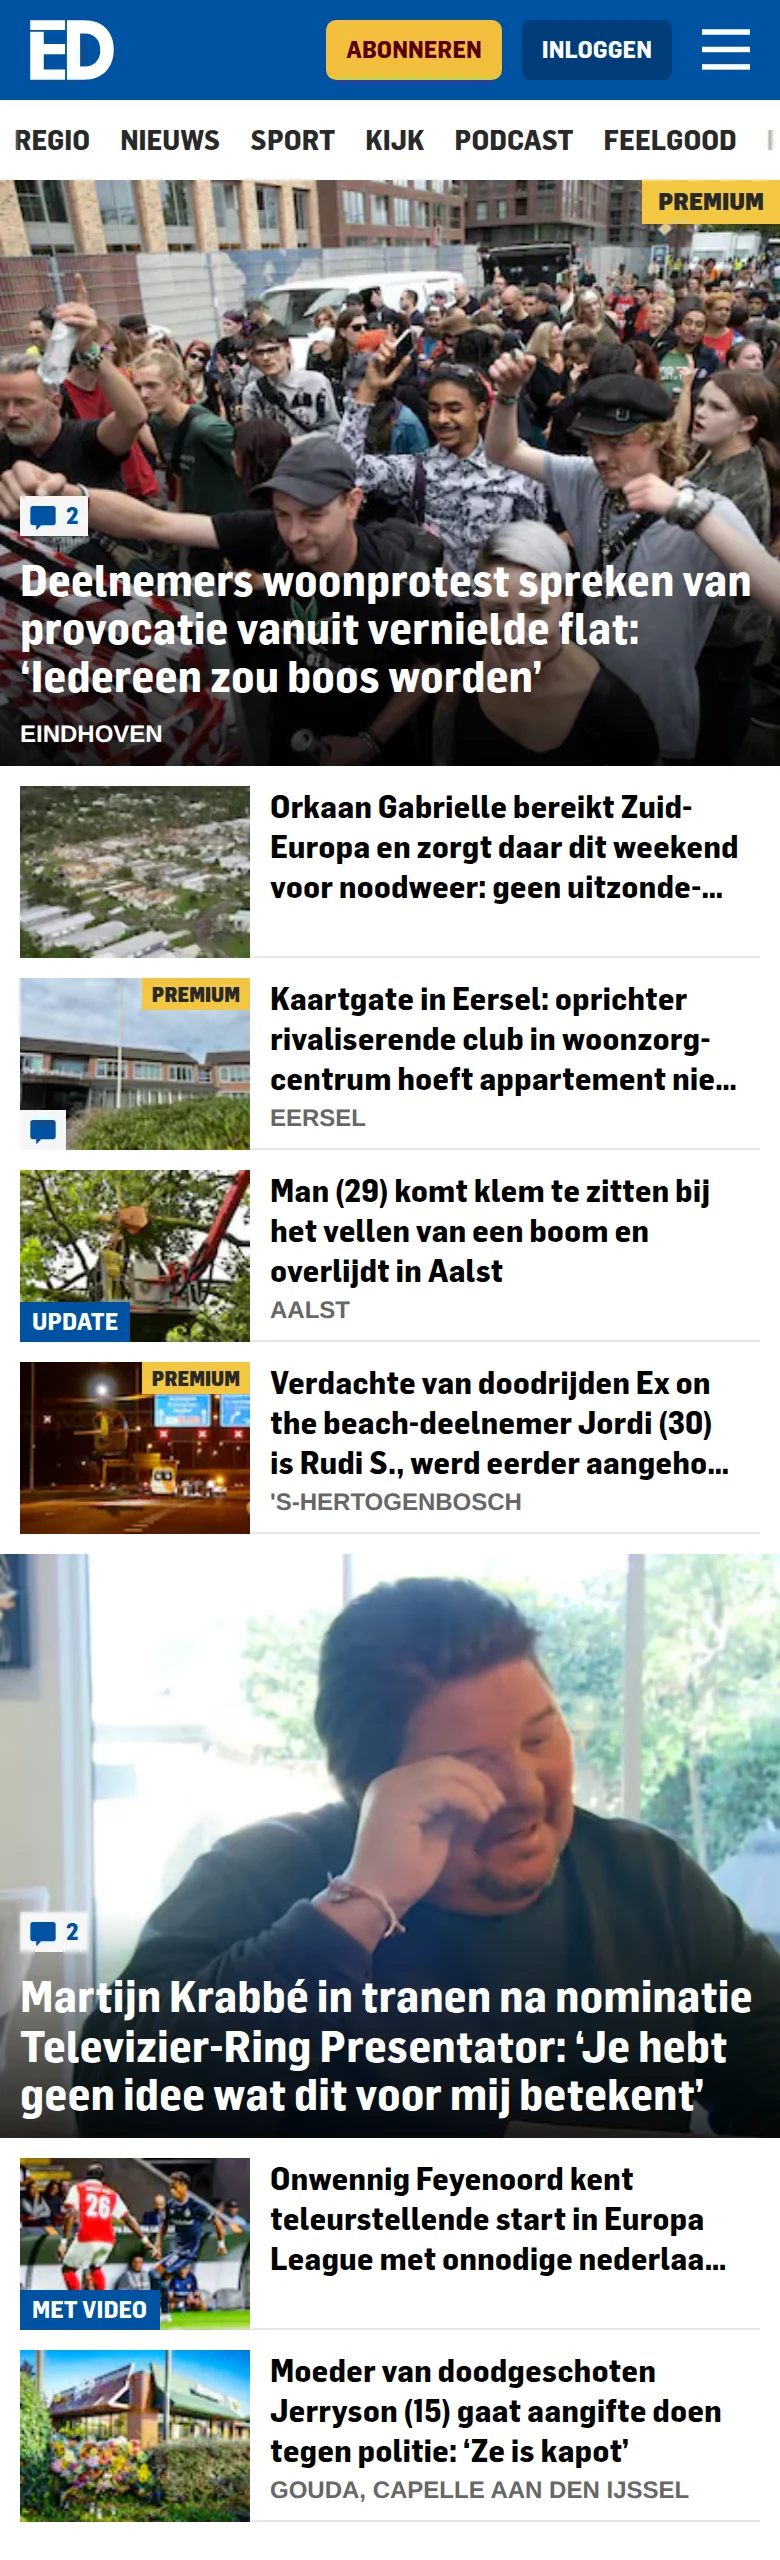 ED
ABONNEREN
INLOGGEN
REGIO NIEUWS SPORT KIJK PODCAST FEELGOOD
PREMIUM
2
Deelnemers woonprotest spreken van
provocatie vanuit vernielde flat:
‘Iedereen zou boos worden’
EINDHOVEN
Orkaan Gabrielle bereikt Zuid-
Europa en zorgt daar dit weekend
voor noodweer: geen uitzonde-...
PREMIUM
Kaartgate in Eersel: oprichter
rivaliserende club in woonzorg-
centrum hoeft appartement nie...
EERSEL
UPDATE
Man (29) komt klem te zitten bij
het vellen van een boom en
overlijdt in Aalst
AALST
PREMIUM
Verdachte van doodrijden Ex on
the beach-deelnemer Jordi (30)
is Rudi S., werd eerder aangeho...
'S-HERTOGENBOSCH
2
Martijn Krabbé in tranen na nominatie
Televizier-Ring Presentator: ‘Je hebt
geen idee wat dit voor mij betekent’
26
MET VIDEO
Onwennig Feyenoord kent
teleurstellende start in Europa
League met onnodige nederlaa...
Moeder van doodgeschoten
Jerryson (15) gaat aangifte doen
tegen politie: ‘Ze is kapot’
GOUDA, CAPELLE AAN DEN IJSSEL